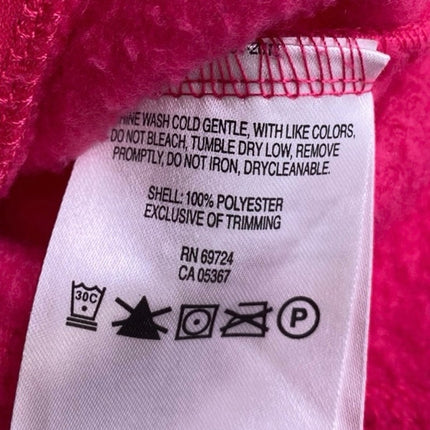 WASH COLD GENTLE, WITH LIKE COLORS,
DO NOT BLEACH, TUMBLE DRY LOW, REMOVE
PROMPTLY, DO NOT IRON, DRYCLEANABLE.
SHELL: 100% POLYESTER
EXCLUSIVE OF TRIMMING
RN 69724
CA 05367
30C
P